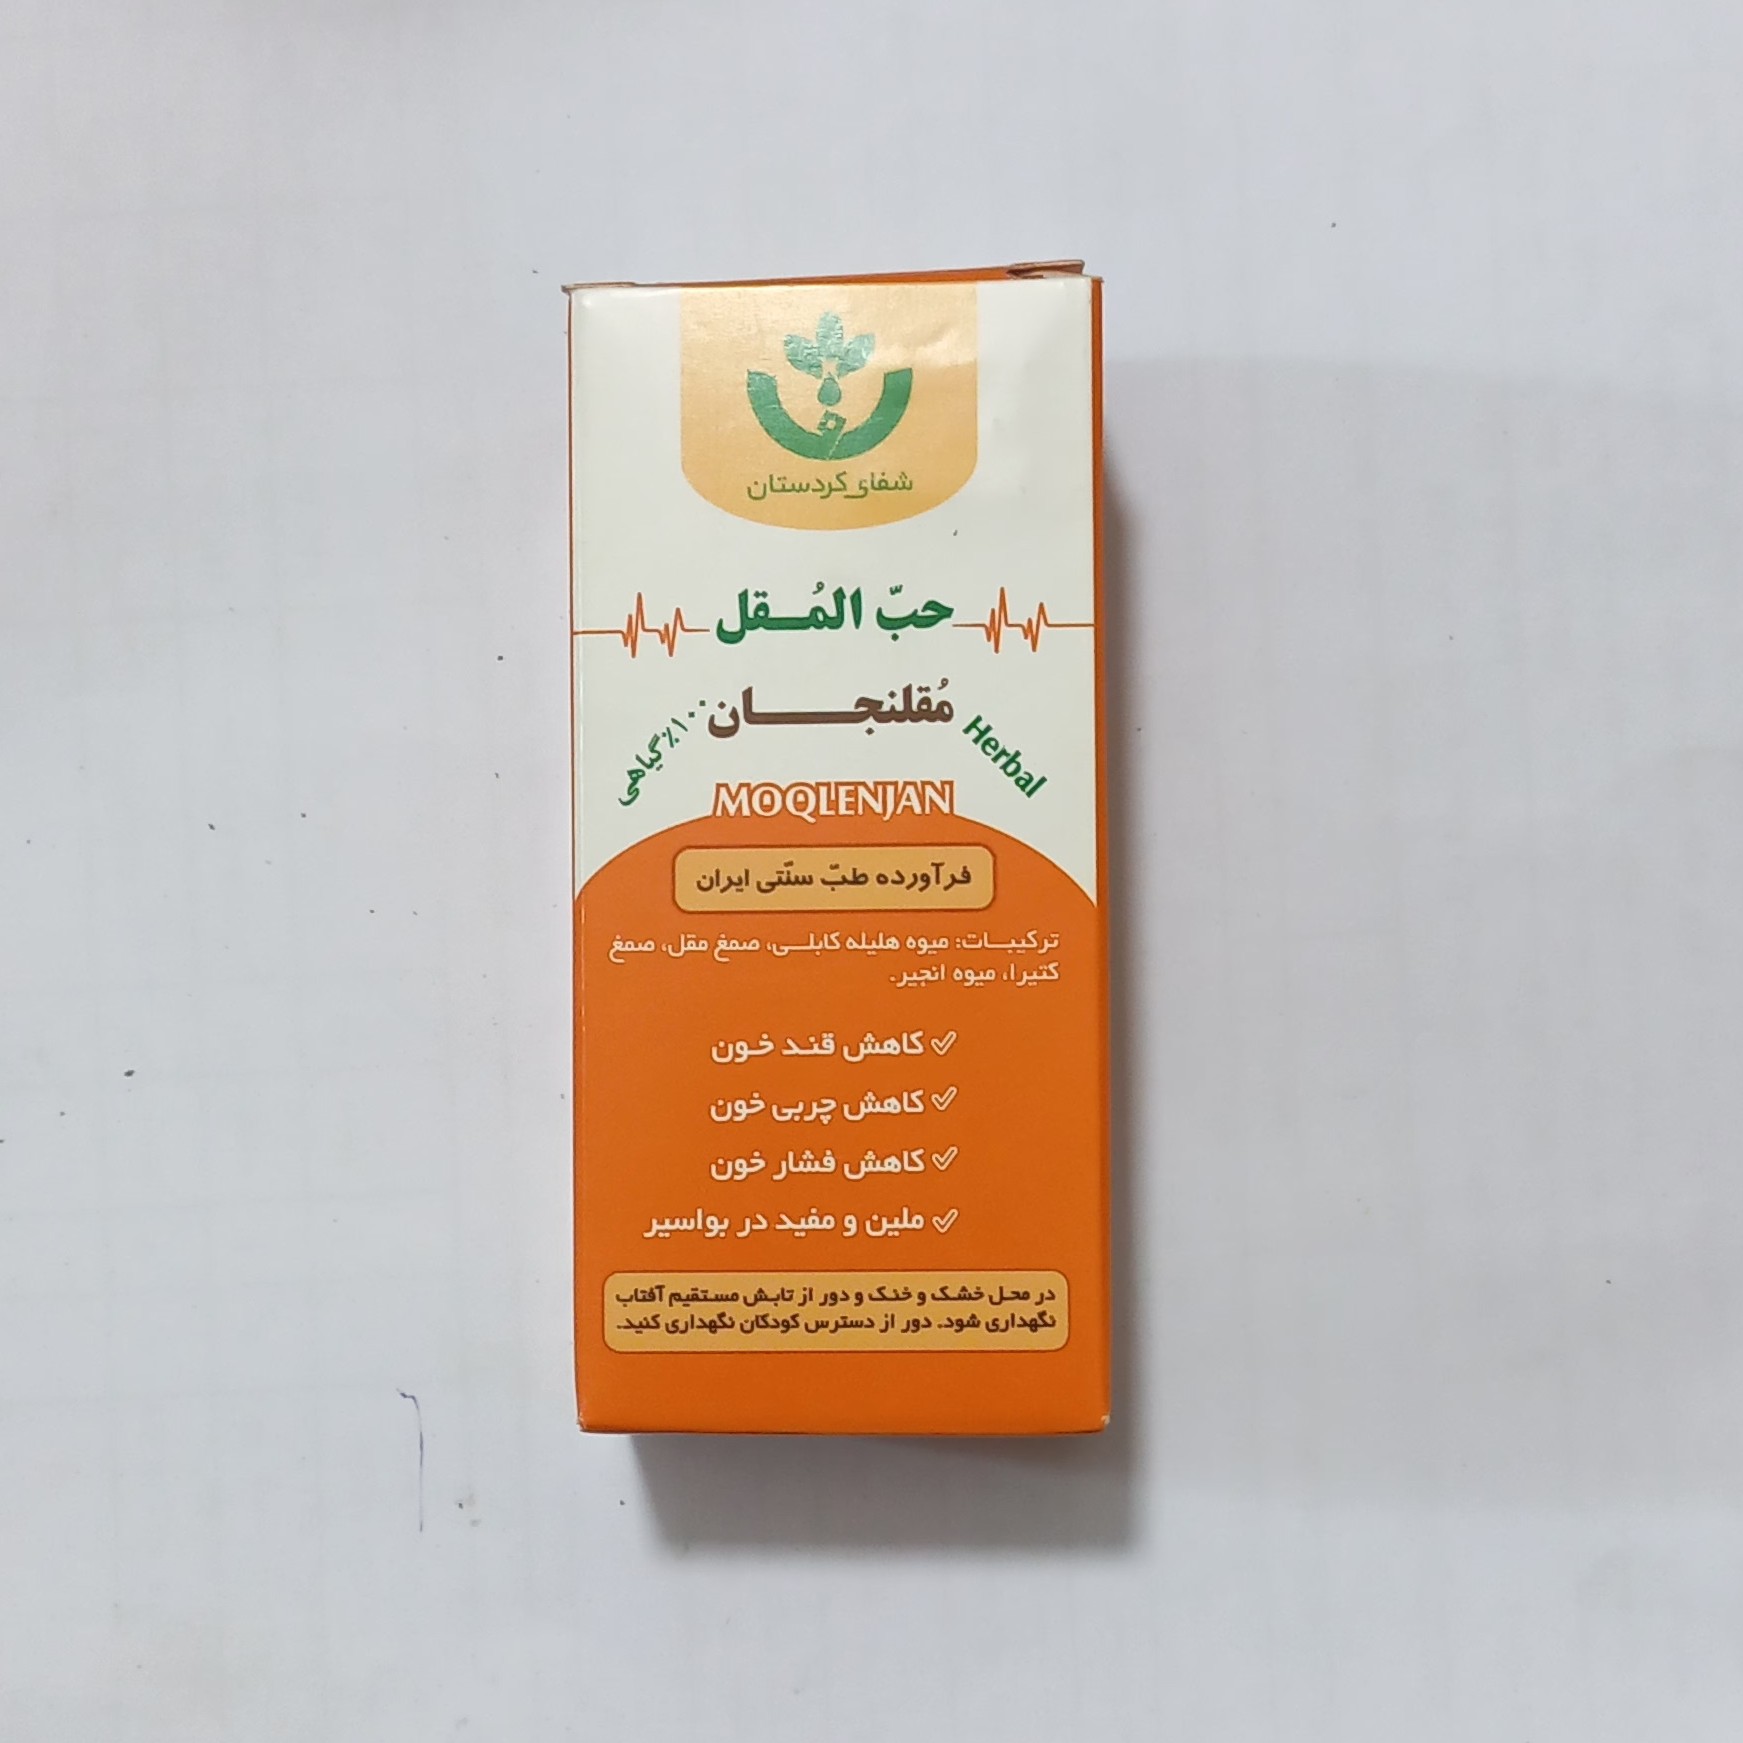 شفای کردستان
حبّ المُقل
مُقلنجان
۱۰۰٪ گیاهی
Herbal
MOQLENJAN
فرآورده طبّ سنّتی ایران
ترکیبات: میوه هلیله کابلی، صمغ مقل، صمغ
کتیرا، میوه انجیر.
کاهش قند خون
کاهش چربی خون
کاهش فشار خون
ملین و مفید در بواسیر
در محل خشک و خنک و دور از تابش مستقیم آفتاب
نگهداری شود. دور از دسترس کودکان نگهداری کنید.